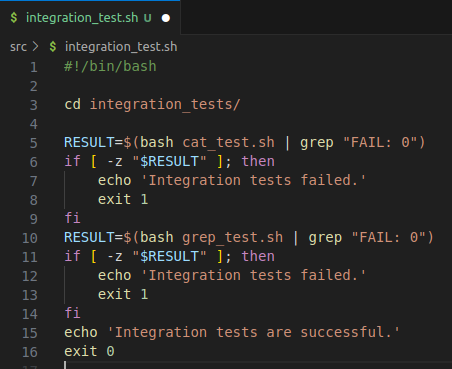 $ integration_test.sh U ●
src > $ integration_test.sh
1 #!/bin/bash
2
3 cd integration_tests/
4
5 RESULT=$(bash cat_test.sh | grep "FAIL: 0")
6 if [ -z "$RESULT" ]; then
7     echo 'Integration tests failed.'
8     exit 1
9 fi
10 RESULT=$(bash grep_test.sh | grep "FAIL: 0")
11 if [ -z "$RESULT" ]; then
12     echo 'Integration tests failed.'
13     exit 1
14 fi
15 echo 'Integration tests are successful.'
16 exit 0
17